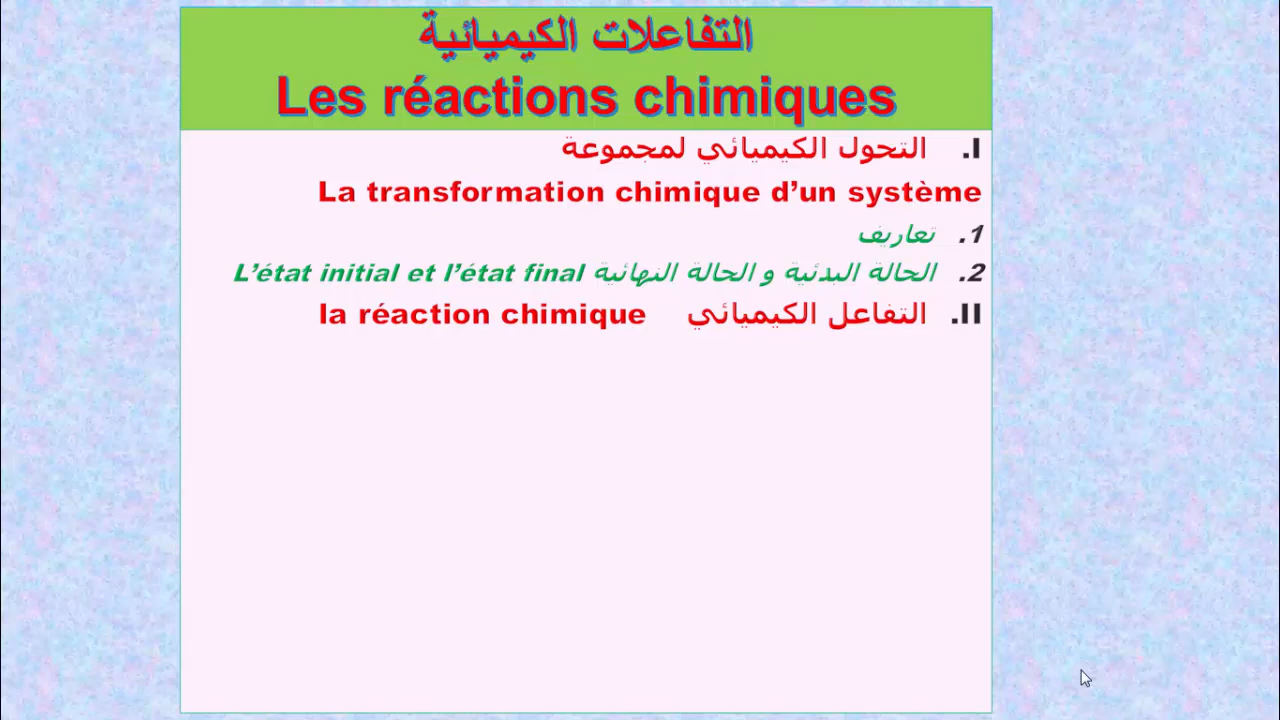 التفاعلات الكيميائية
Les réactions chimiques
I. التحول الكيميائي لمجموعة
La transformation chimique d’un système
1. تعاريف
2. الحالة البدئية و الحالة النهائية L’état initial et l’état final
II. التفاعل الكيميائي la réaction chimique